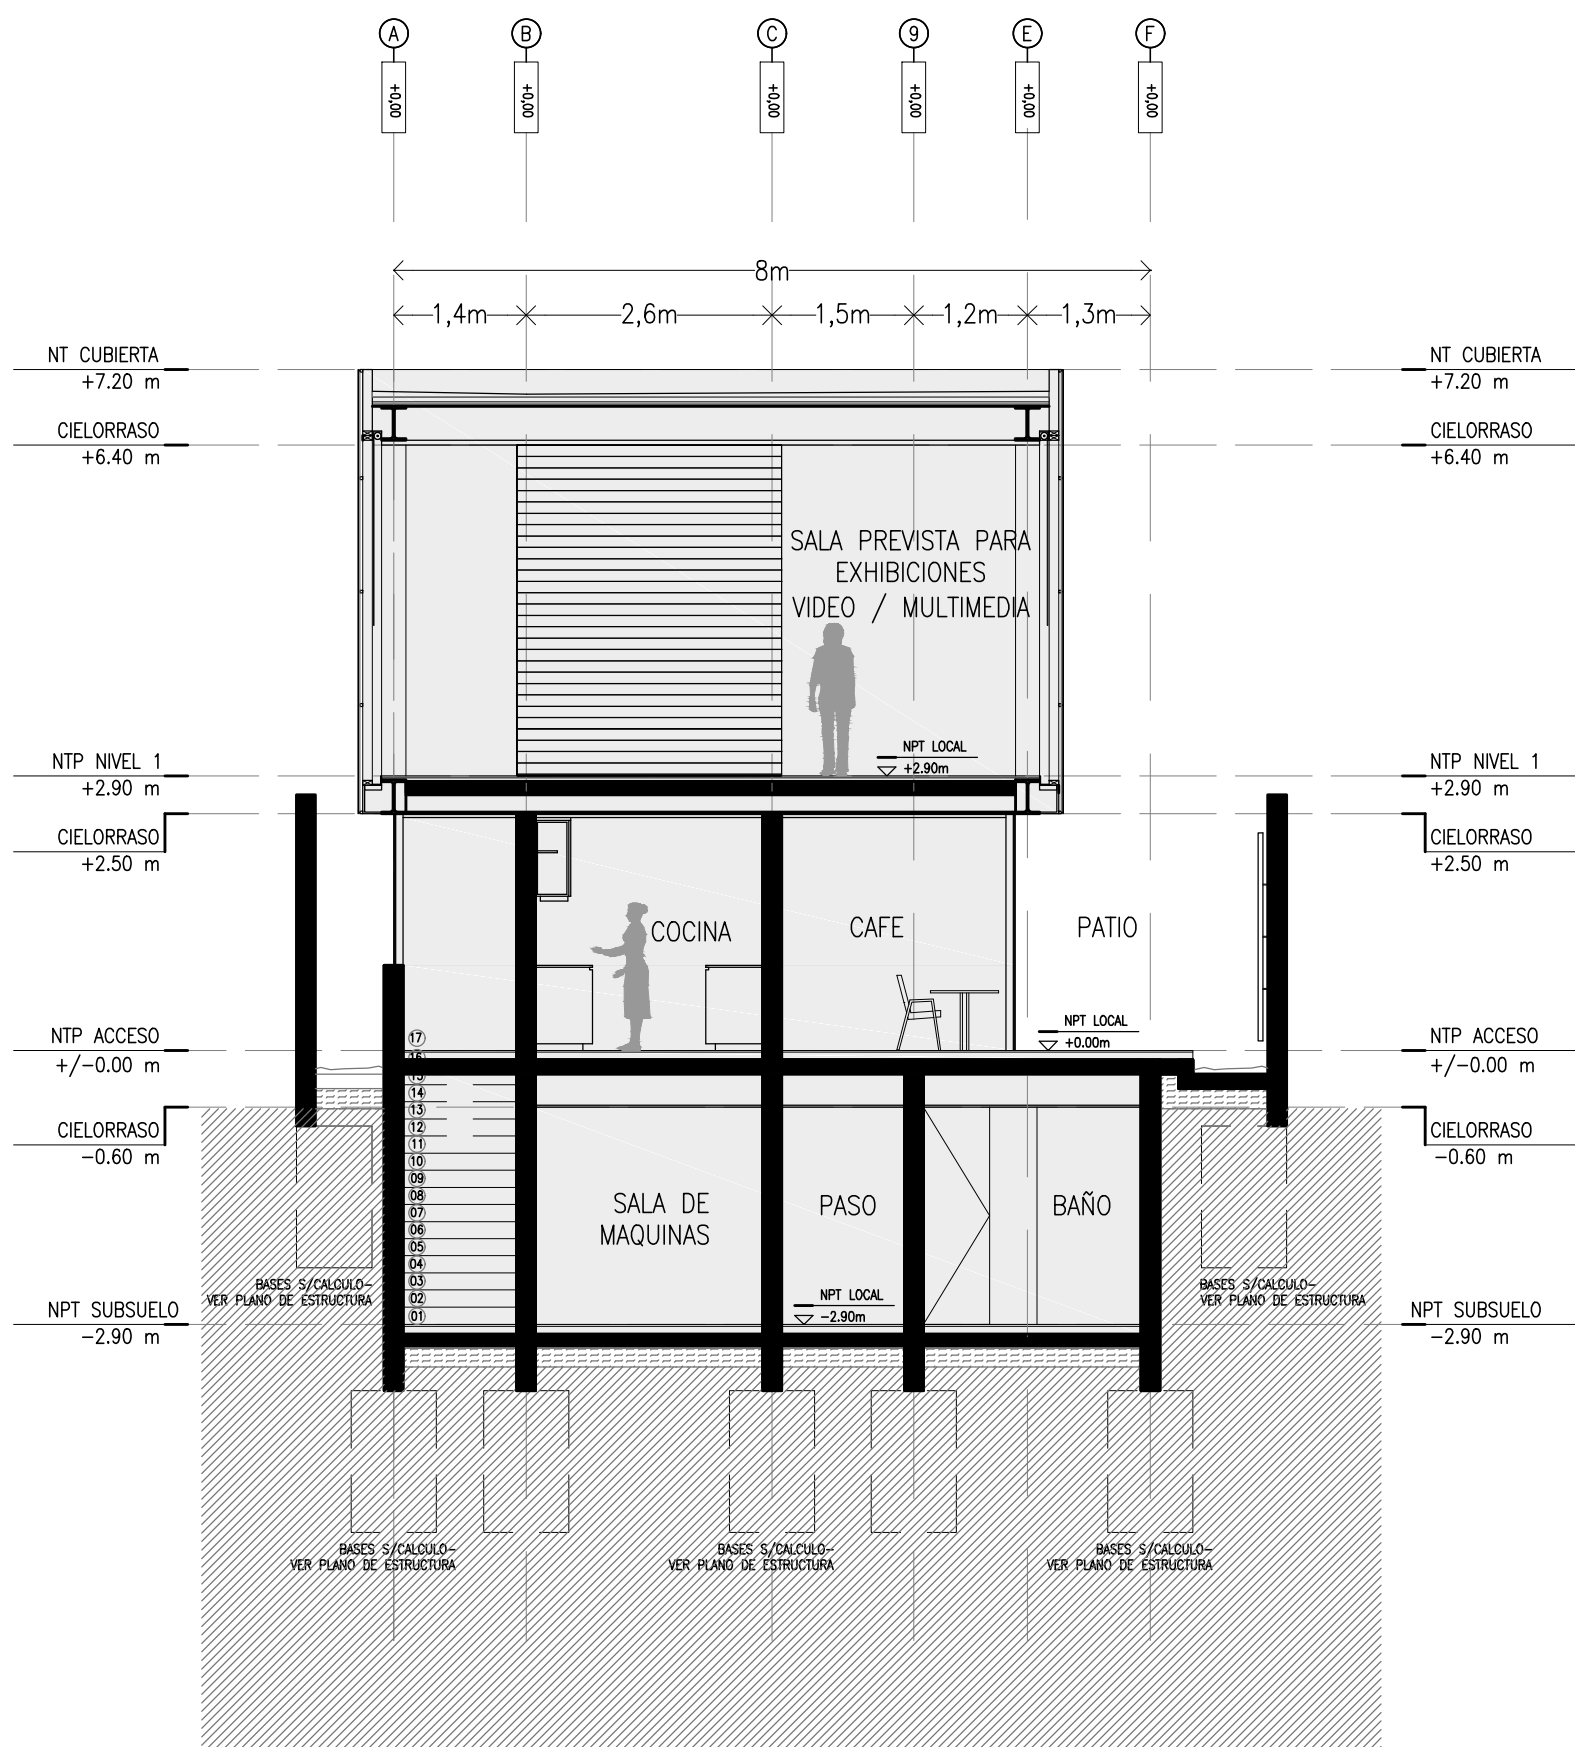 A B C 9 E F
+0,00 +0,00 +0,00 +0,00 +0,00 +0,00
8m
1,4m 2,6m 1,5m 1,2m 1,3m
NT CUBIERTA
+7.20 m
NT CUBIERTA
+7.20 m
CIELORRASO
+6.40 m
CIELORRASO
+6.40 m
SALA PREVISTA PARA
EXHIBICIONES
VIDEO / MULTIMEDIA
NPT LOCAL
+2.90m
NTP NIVEL 1
+2.90 m
NTP NIVEL 1
+2.90 m
CIELORRASO
+2.50 m
CIELORRASO
+2.50 m
COCINA
CAFE
PATIO
NPT LOCAL
+0.00m
NTP ACCESO
+/-0.00 m
NTP ACCESO
+/-0.00 m
17
16
15
14
13
12
11
10
09
08
07
06
05
04
03
02
01
CIELORRASO
-0.60 m
CIELORRASO
-0.60 m
SALA DE
MAQUINAS
PASO
BAÑO
BASES S/CALCULO-
VER PLANO DE ESTRUCTURA
BASES S/CALCULO-
VER PLANO DE ESTRUCTURA
NPT LOCAL
-2.90m
NPT SUBSUELO
-2.90 m
NPT SUBSUELO
-2.90 m
BASES S/CALCULO-
VER PLANO DE ESTRUCTURA
BASES S/CALCULO-
VER PLANO DE ESTRUCTURA
BASES S/CALCULO-
VER PLANO DE ESTRUCTURA